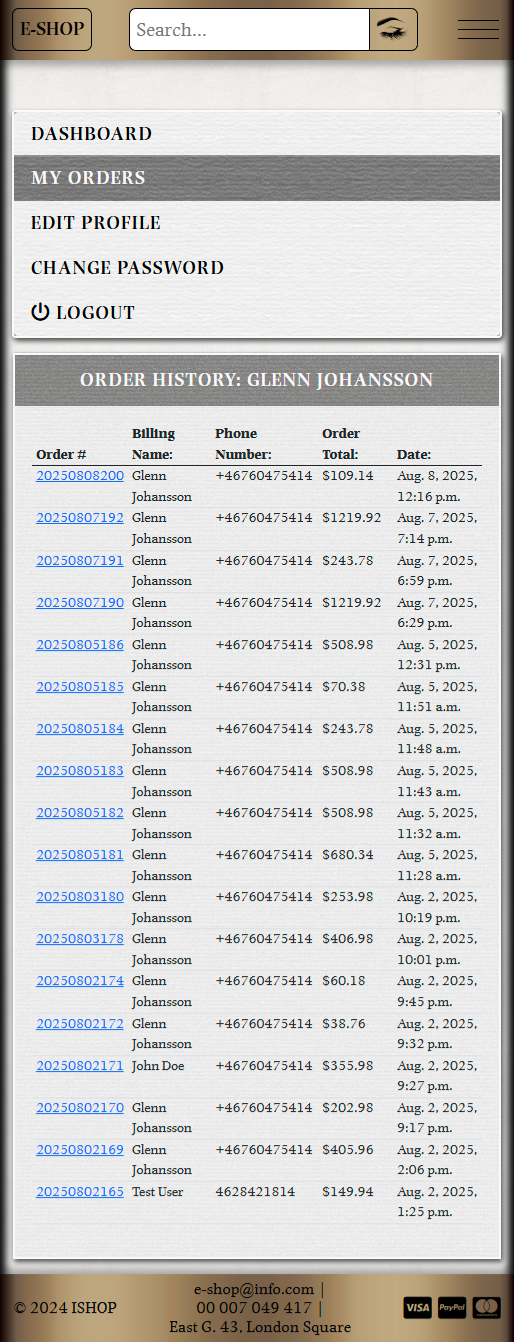 E-SHOP
Search...
DASHBOARD
MY ORDERS
EDIT PROFILE
CHANGE PASSWORD
LOGOUT
ORDER HISTORY: GLENN JOHANSSON
Order # Billing Name: Phone Number: Order Total: Date:
20250808200 Glenn Johansson +46760475414 $109.14 Aug. 8, 2025, 12:16 p.m.
20250807192 Glenn Johansson +46760475414 $1219.92 Aug. 7, 2025, 7:14 p.m.
20250807191 Glenn Johansson +46760475414 $243.78 Aug. 7, 2025, 6:59 p.m.
20250807190 Glenn Johansson +46760475414 $1219.92 Aug. 7, 2025, 6:29 p.m.
20250805186 Glenn Johansson +46760475414 $508.98 Aug. 5, 2025, 12:31 p.m.
20250805185 Glenn Johansson +46760475414 $70.38 Aug. 5, 2025, 11:51 a.m.
20250805184 Glenn Johansson +46760475414 $243.78 Aug. 5, 2025, 11:48 a.m.
20250805183 Glenn Johansson +46760475414 $508.98 Aug. 5, 2025, 11:43 a.m.
20250805182 Glenn Johansson +46760475414 $508.98 Aug. 5, 2025, 11:32 a.m.
20250805181 Glenn Johansson +46760475414 $680.34 Aug. 5, 2025, 11:28 a.m.
20250803180 Glenn Johansson +46760475414 $253.98 Aug. 2, 2025, 10:19 p.m.
20250803178 Glenn Johansson +46760475414 $406.98 Aug. 2, 2025, 10:01 p.m.
20250802174 Glenn Johansson +46760475414 $60.18 Aug. 2, 2025, 9:45 p.m.
20250802172 Glenn Johansson +46760475414 $38.76 Aug. 2, 2025, 9:32 p.m.
20250802171 John Doe +46760475414 $355.98 Aug. 2, 2025, 9:27 p.m.
20250802170 Glenn Johansson +46760475414 $202.98 Aug. 2, 2025, 9:17 p.m.
20250802169 Glenn Johansson +46760475414 $405.96 Aug. 2, 2025, 2:06 p.m.
20250802165 Test User 4628421814 $149.94 Aug. 2, 2025, 1:25 p.m.
© 2024 ISHOP
e-shop@info.com |
00 007 049 417 |
East G. 43, London Square
VISA PayPal